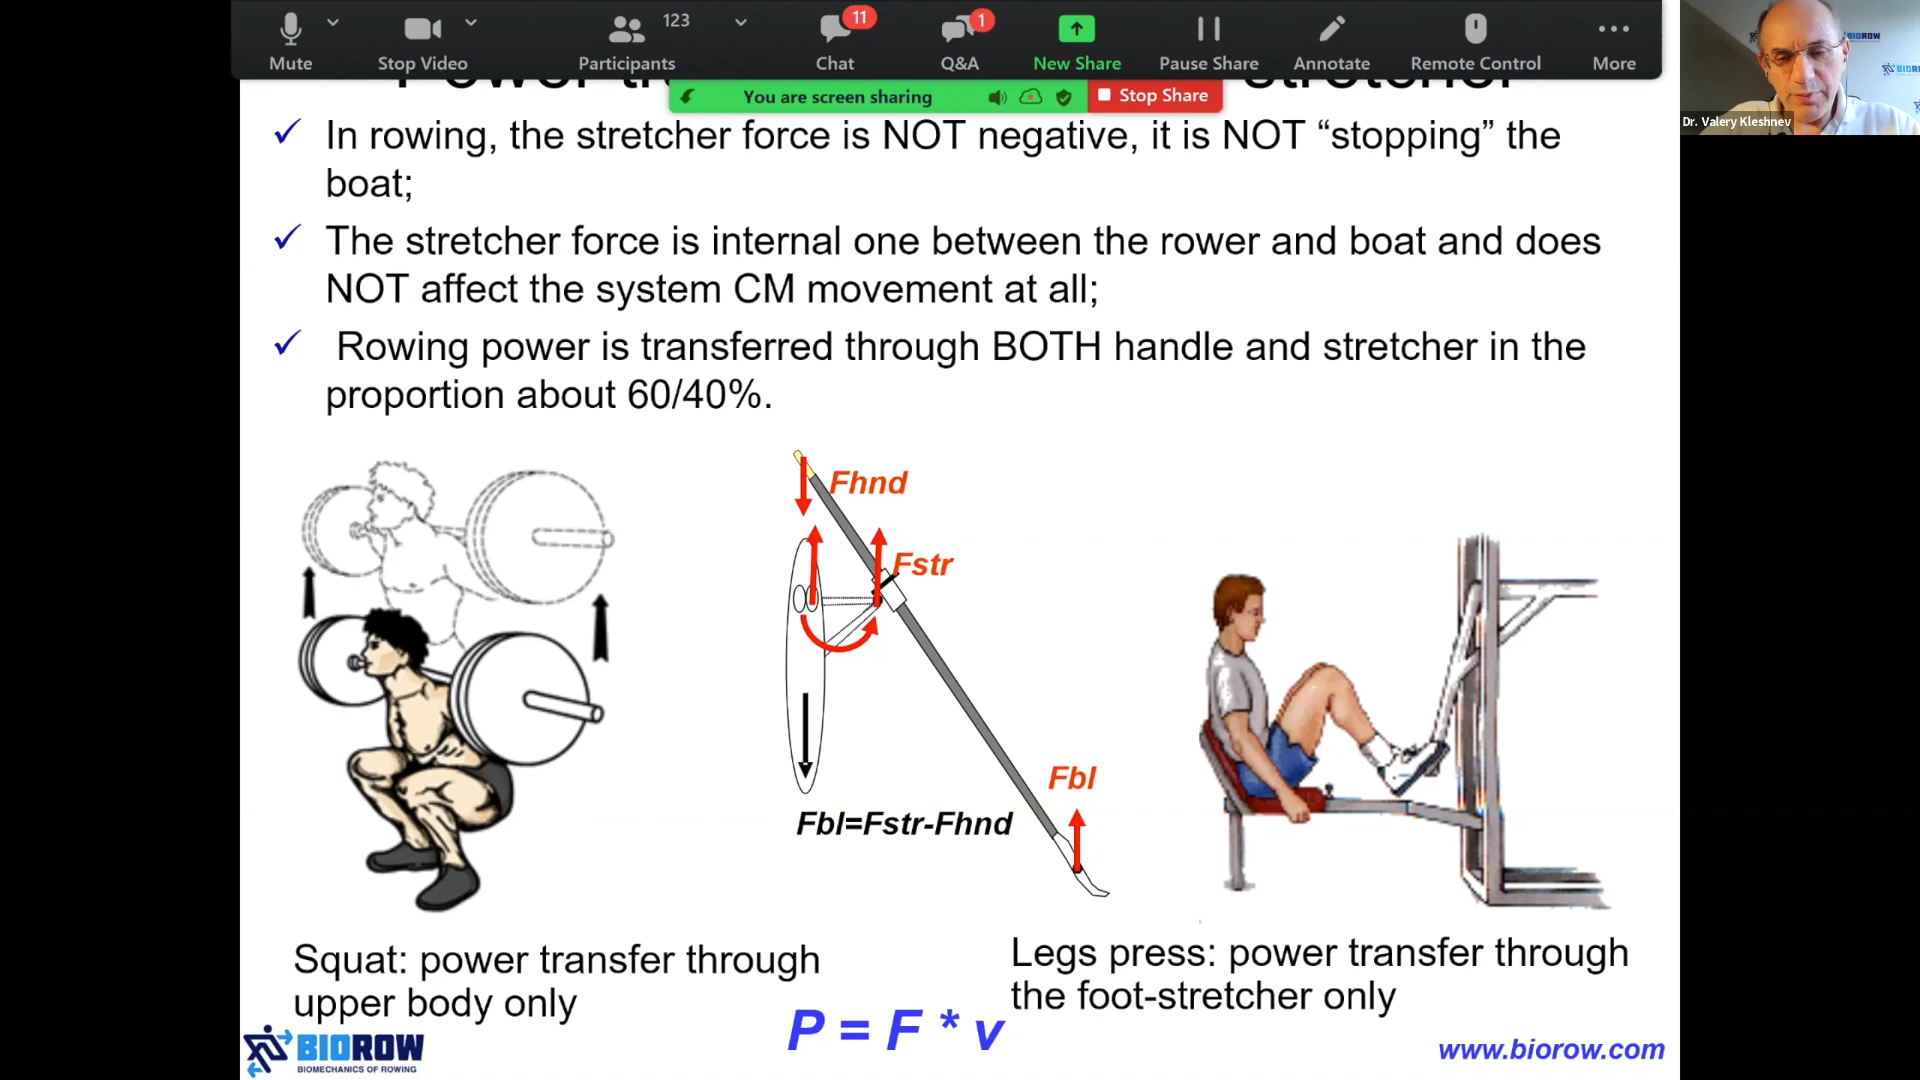 Mute
Stop Video
Participants
123
Chat
11
Q&A
1
New Share
Pause Share
Annotate
Remote Control
More
You are screen sharing
Stop Share
Dr. Valery Kleshnev
In rowing, the stretcher force is NOT negative, it is NOT “stopping” the
boat;
The stretcher force is internal one between the rower and boat and does
NOT affect the system CM movement at all;
Rowing power is transferred through BOTH handle and stretcher in the
proportion about 60/40%.
Fhnd
Fstr
Fbl
Fbl=Fstr-Fhnd
Squat: power transfer through
upper body only
Legs press: power transfer through
the foot-stretcher only
P = F * v
BIOROW
BIOMECHANICS OF ROWING
www.biorow.com